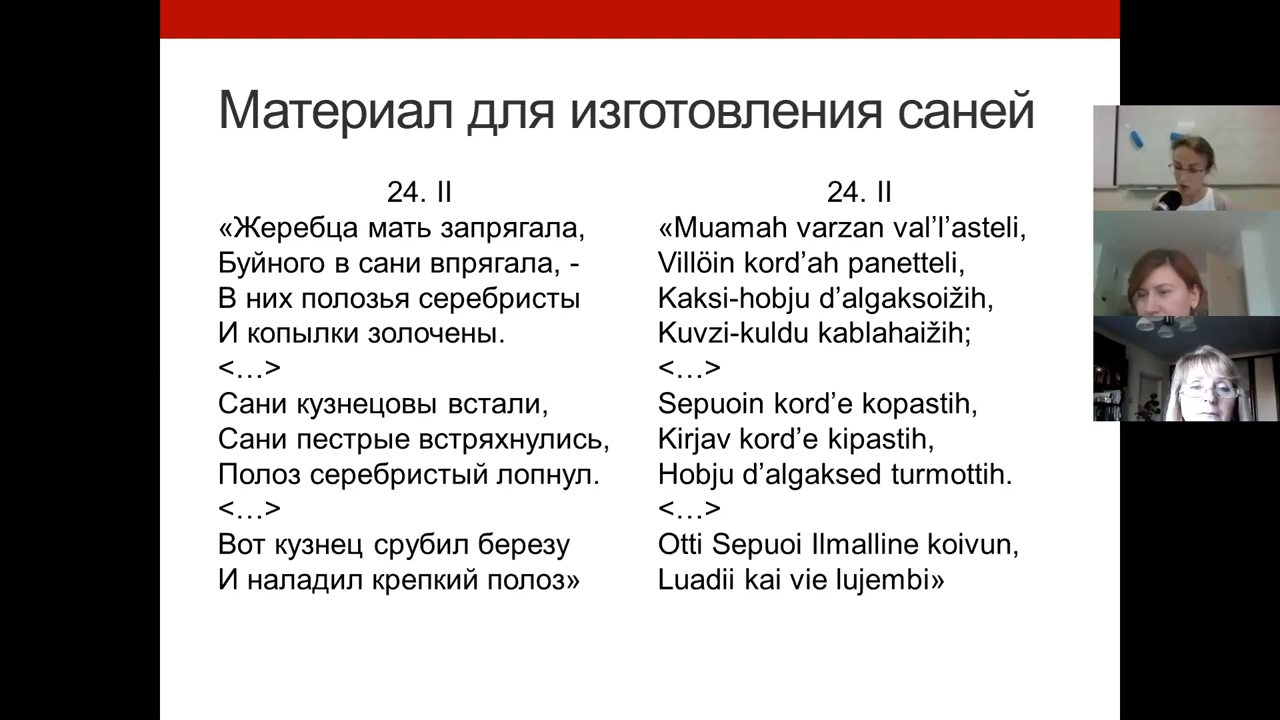 Материал для изготовления саней
24. II
«Жеребца мать запрягала,
Буйного в сани впрягала, -
В них полозья серебристы
И копылки золочены.
<…>
Сани кузнецовы встали,
Сани пестрые встряхнулись,
Полоз серебристый лопнул.
<…>
Вот кузнец срубил березу
И наладил крепкий полоз»
24. II
«Muamah varzan val’l’asteli,
Villöin kord’ah panetteli,
Kaksi-hobju d’algaksoižih,
Kuvzi-kuldu kablahaižih;
<…>
Sepuoin kord’e kopastih,
Kirjav kord’e kipastih,
Hobju d’algaksed turmottih.
<…>
Otti Sepuoi Ilmalline koivun,
Luadii kai vie lujembi»